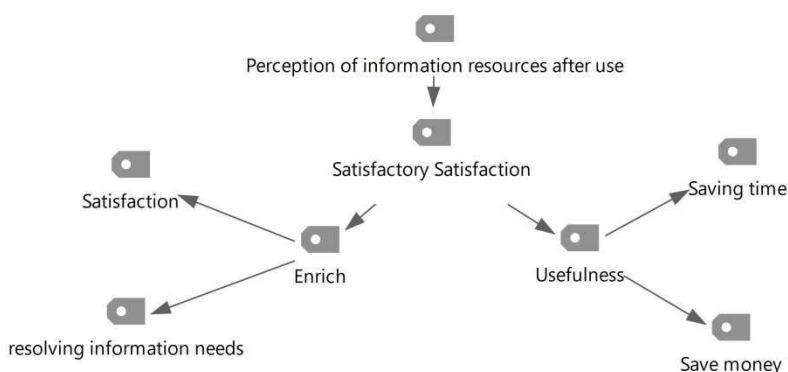 Perception of information resources after use
Satisfactory Satisfaction
Saving time
Satisfaction
Enrich
Usefulness
resolving information needs
Save money